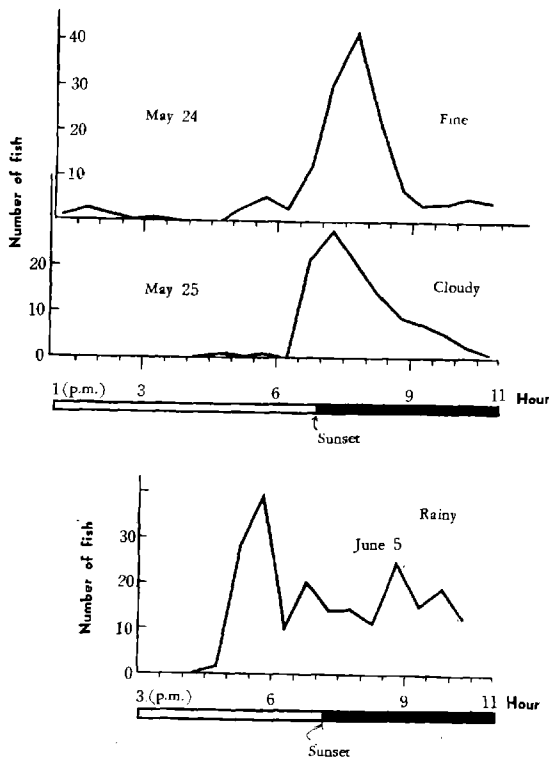 40
30
May 24
Fine
20
10
Number of fish
20
May 25
Cloudy
10
0
1 (p.m.) 3 6 9 11 Hour
Sunset
Rainy
30
June 5
20
Number of fish
10
0
3 (p.m.) 6 9 11 Hour
Sunset